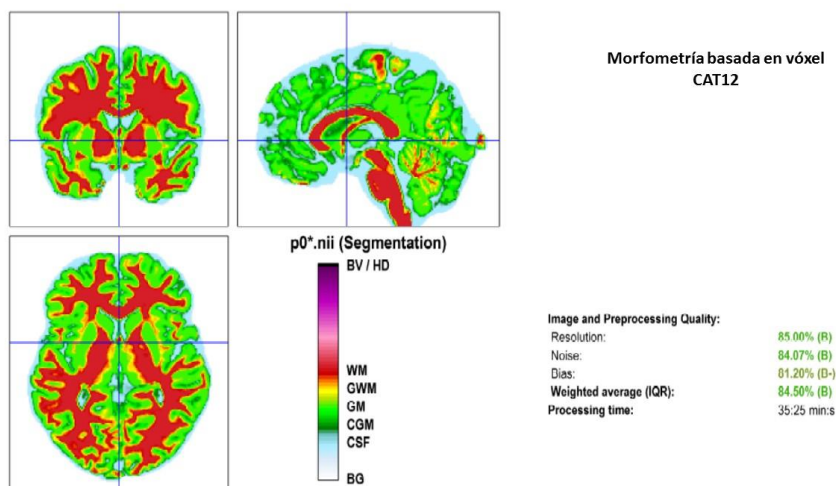 Morfometría basada en vóxel
CAT12
p0*.nii (Segmentation)
BV / HD
WM
GWM
GM
CGM
CSF
BG
Image and Preprocessing Quality:
Resolution: 85.00% (B)
Noise: 84.07% (B)
Bias: 81.20% (B-)
Weighted average (IQR): 84.50% (B)
Processing time: 35:25 min:s